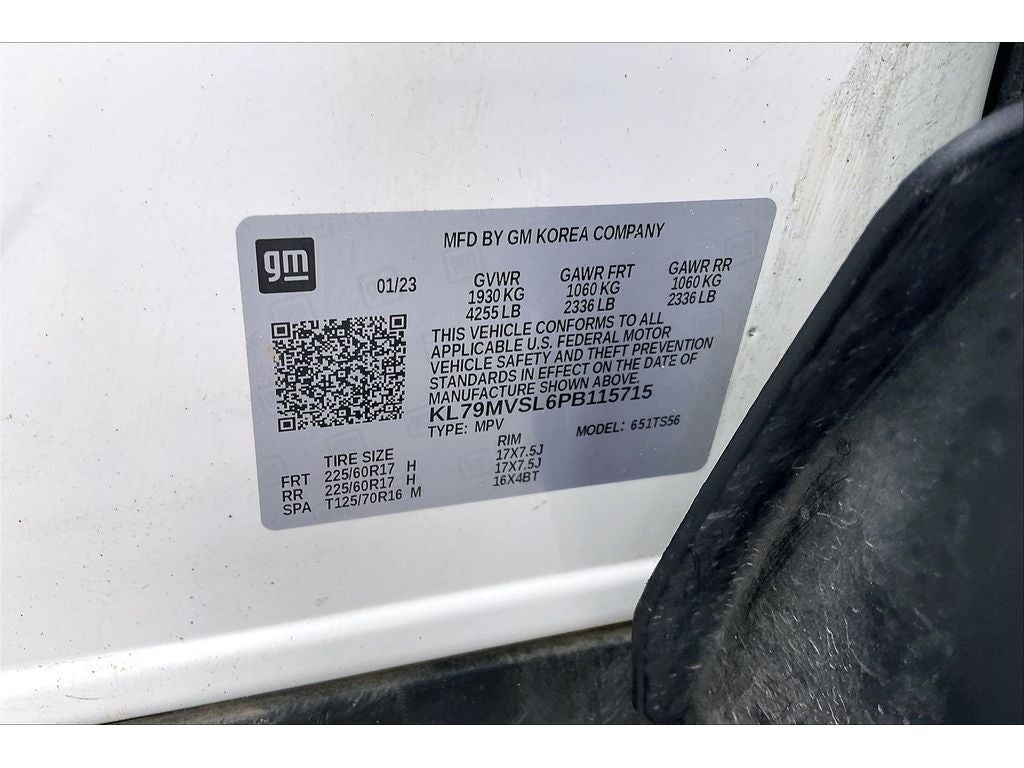 gm
MFD BY GM KOREA COMPANY
01/23
GVWR GAWR FRT GAWR RR
1930 KG 1060 KG 1060 KG
4255 LB 2336 LB 2336 LB
THIS VEHICLE CONFORMS TO ALL
APPLICABLE U.S. FEDERAL MOTOR
VEHICLE SAFETY AND THEFT PREVENTION
STANDARDS IN EFFECT ON THE DATE OF
MANUFACTURE SHOWN ABOVE.
KL79MVSL6PB115715
TYPE: MPV MODEL: 651TS56
TIRE SIZE RIM
FRT 225/60R17 H 17X7.5J
RR 225/60R17 H 17X7.5J
SPA T125/70R16 M 16X4BT